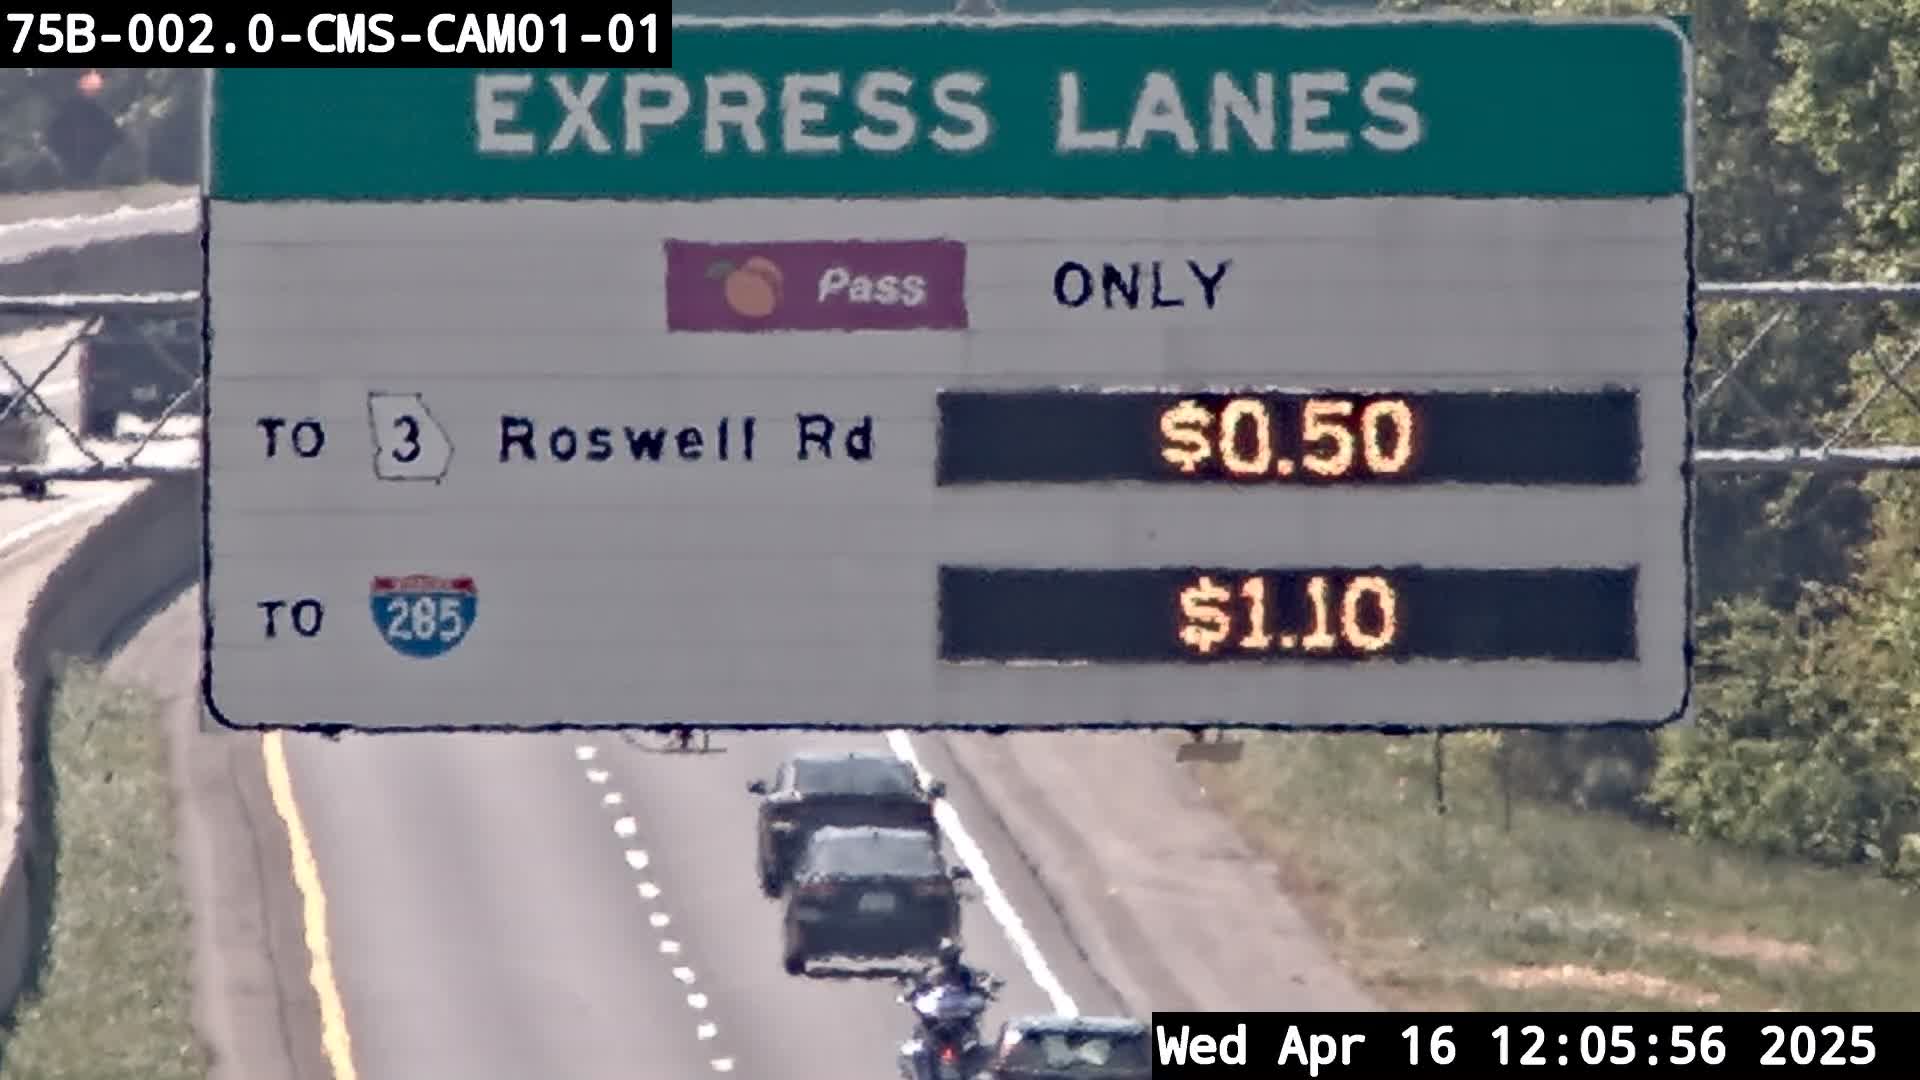 75B-002.0-CMS-CAM01-01
EXPRESS LANES
Pass ONLY
TO 3 Roswell Rd $0.50
TO 285 $1.10
Wed Apr 16 12:05:56 2025